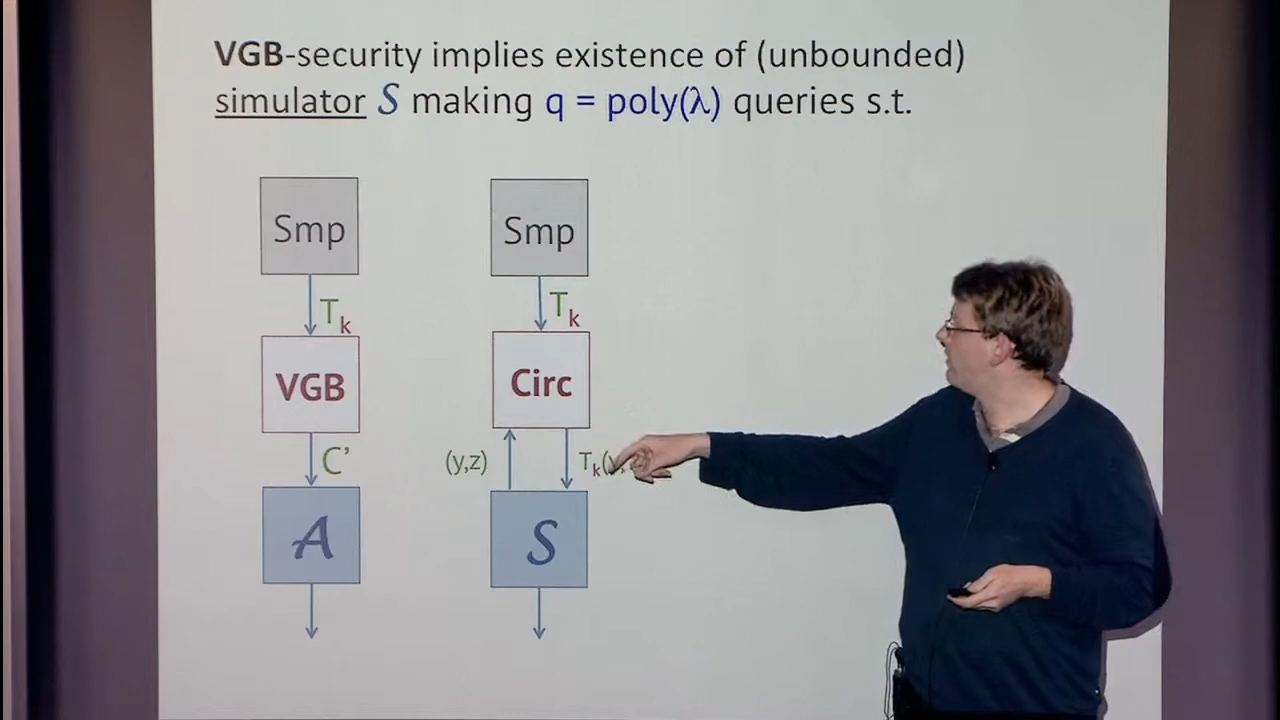 VGB-security implies existence of (unbounded)
simulator S making q = poly(λ) queries s.t.
Smp
Smp
Tk
Tk
VGB
Circ
C’
(y,z)
A
S